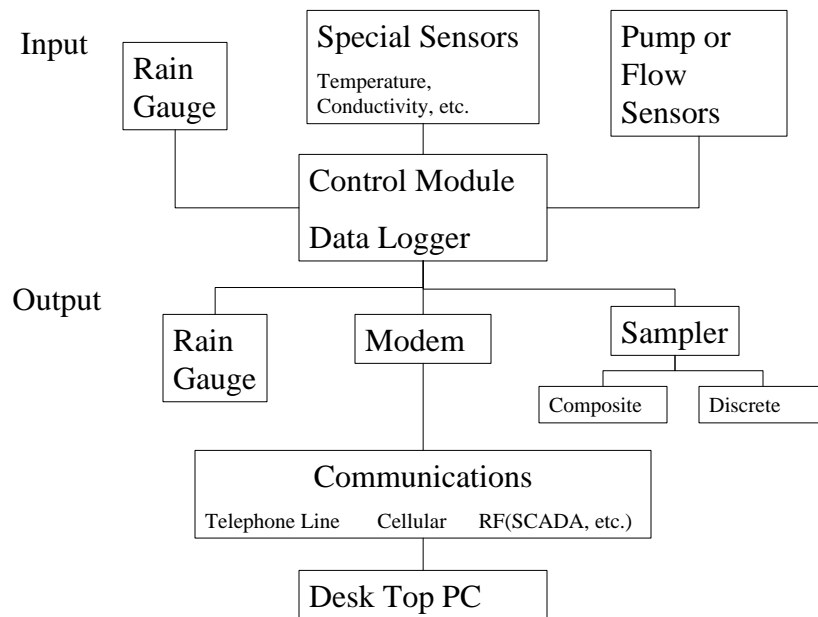 Input
Rain
Gauge
Special Sensors
Temperature,
Conductivity, etc.
Pump or
Flow
Sensors
Control Module
Data Logger
Output
Rain
Gauge
Modem
Sampler
Composite
Discrete
Communications
Telephone Line Cellular RF(SCADA, etc.)
Desk Top PC